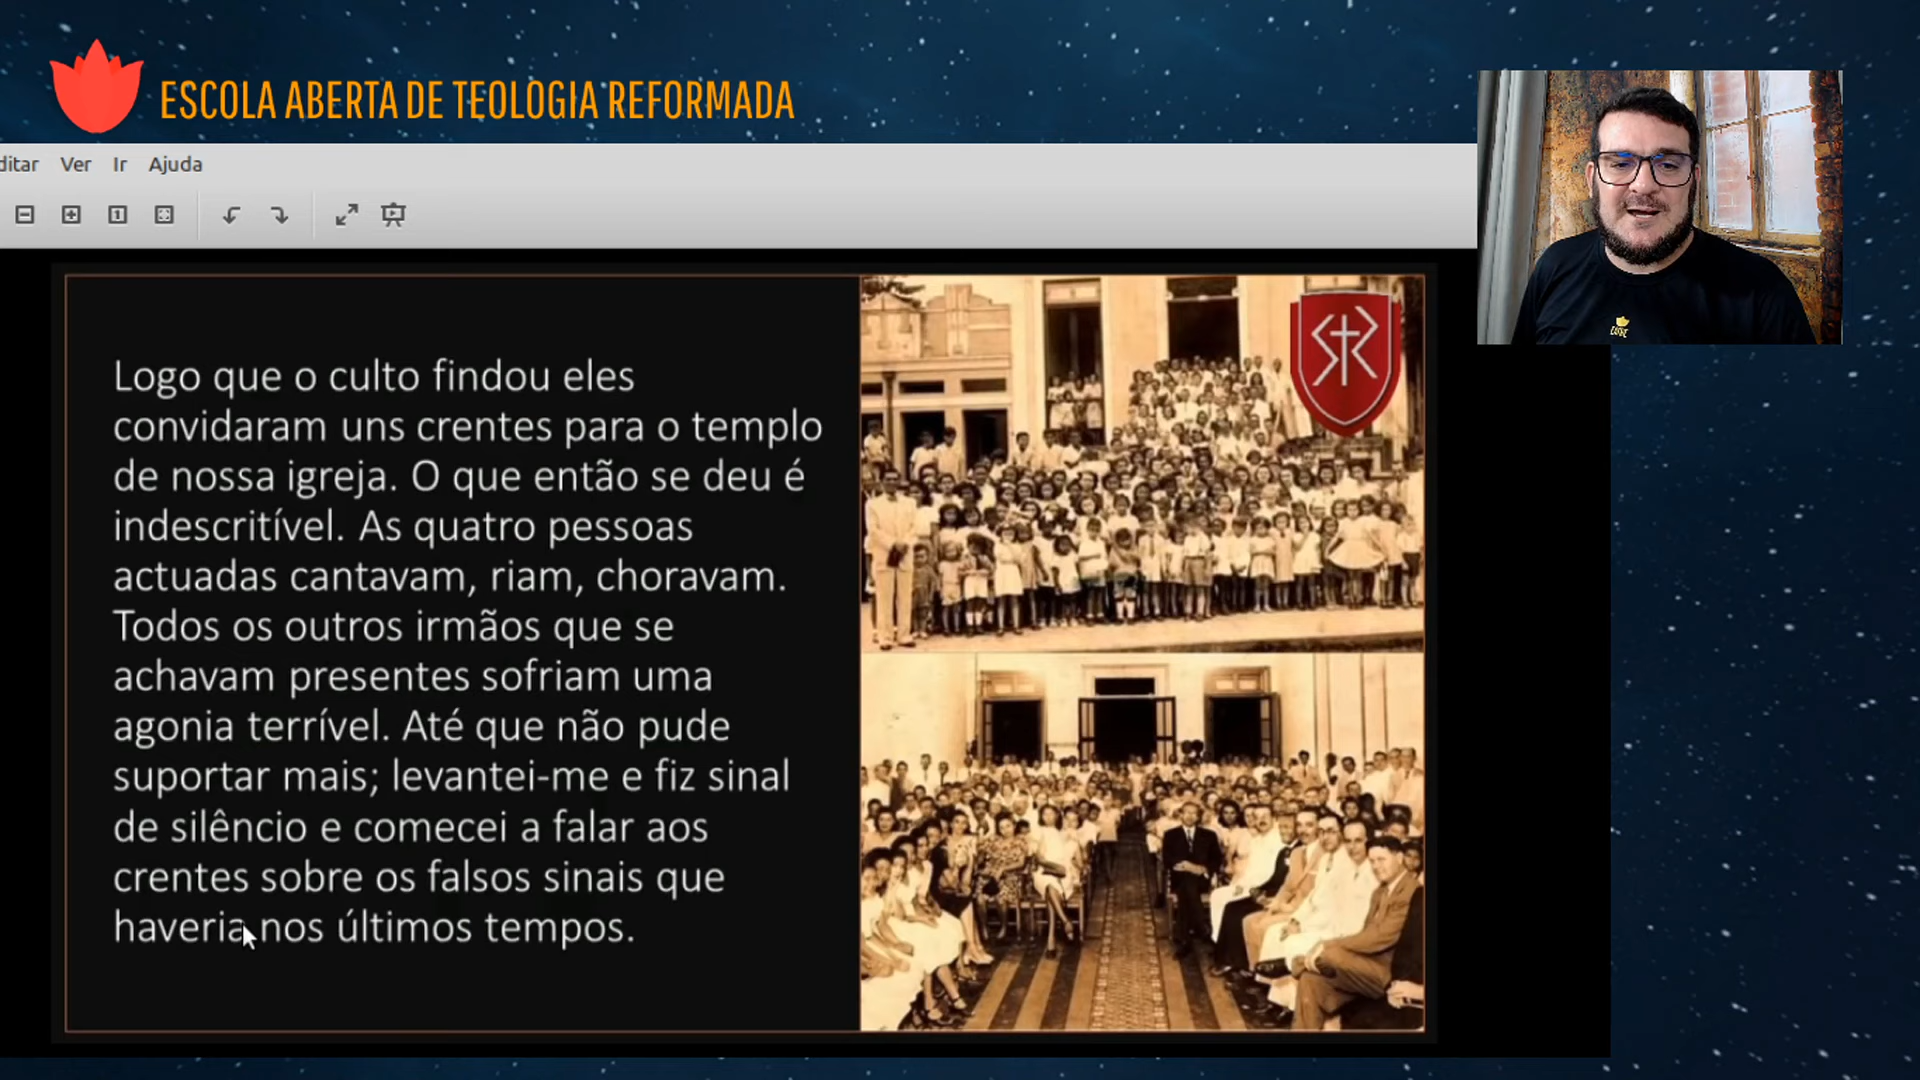 ESCOLA ABERTA DE TEOLOGIA REFORMADA
ditar Ver Ir Ajuda
Logo que o culto findou eles
convidaram uns crentes para o templo
de nossa igreja. O que então se deu é
indescritível. As quatro pessoas
actuadas cantavam, riam, choravam.
Todos os outros irmãos que se
achavam presentes sofriam uma
agonia terrível. Até que não pude
suportar mais; levantei-me e fiz sinal
de silêncio e comecei a falar aos
crentes sobre os falsos sinais que
haveria nos últimos tempos.